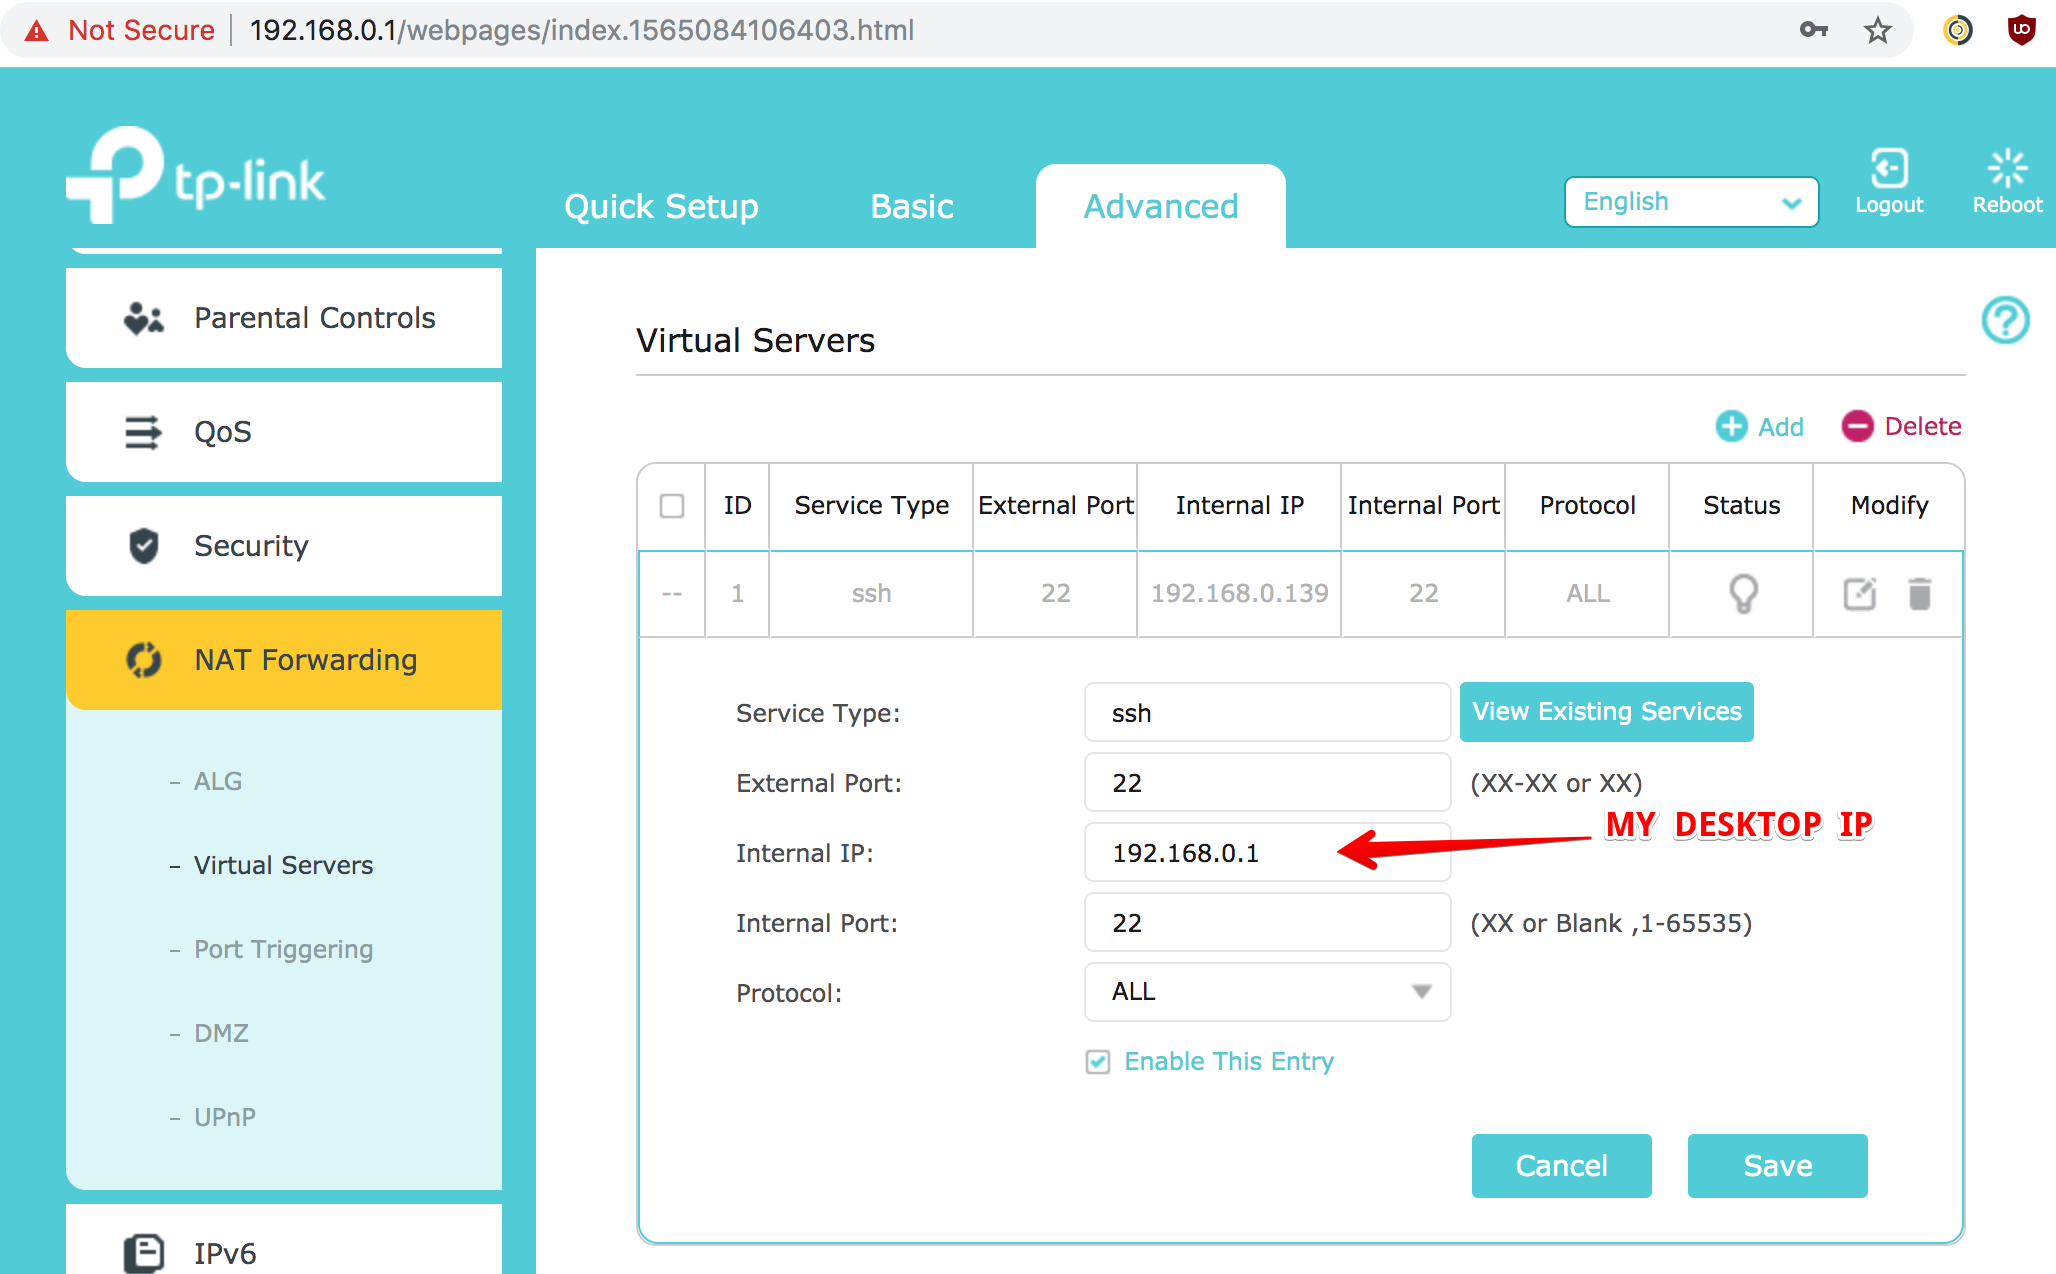 Not Secure | 192.168.0.1/webpages/index.1565084106403.html
tp-link
Quick Setup Basic Advanced English Logout Reboot
Parental Controls
QoS
Security
NAT Forwarding
– ALG
– Virtual Servers
– Port Triggering
– DMZ
– UPnP
IPv6
Virtual Servers
Add Delete
ID Service Type External Port Internal IP Internal Port Protocol Status Modify
-- 1 ssh 22 192.168.0.139 22 ALL
Service Type: ssh View Existing Services
External Port: 22 (XX-XX or XX)
MY DESKTOP IP
Internal IP: 192.168.0.1
Internal Port: 22 (XX or Blank ,1-65535)
Protocol: ALL
Enable This Entry
Cancel Save